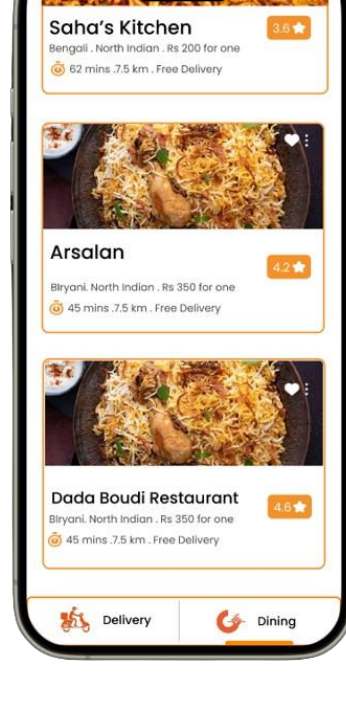 Saha's Kitchen
3.6
Bengali . North Indian . Rs 200 for one
62 mins .7.5 km . Free Delivery
Arsalan
4.2
BIryani. North Indian . Rs 350 for one
45 mins .7.5 km . Free Delivery
Dada Boudi Restaurant
4.6
BIryani. North Indian . Rs 350 for one
45 mins .7.5 km . Free Delivery
Delivery
Dining